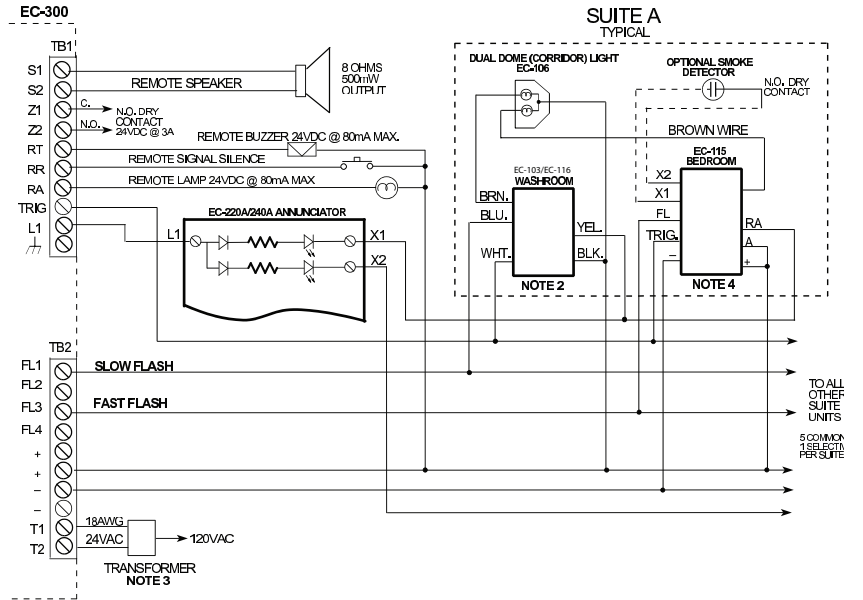 EC-300
SUITE A
TYPICAL
TB1
S1
S2
Z1
Z2
RT
RR
RA
TRIG
L1
REMOTE SPEAKER
8 OHMS
500mW
OUTPUT
C.
N.O.
N.O. DRY
CONTACT
24VDC @ 3A
REMOTE BUZZER 24VDC @ 80mA MAX.
REMOTE SIGNAL SILENCE
REMOTE LAMP 24VDC @ 80mA MAX
EC-220A/240A ANNUNCIATOR
L1
X1
X2
DUAL DOME (CORRIDOR) LIGHT
EC-106
OPTIONAL SMOKE
DETECTOR
N.O. DRY
CONTACT
BROWN WIRE
EC-103/EC-116
WASHROOM
BRN.
BLU.
WHT.
YEL.
BLK.
NOTE 2
EC-115
BEDROOM
X2
X1
FL
TRIG.
–
RA
A
+
NOTE 4
TB2
FL1
FL2
FL3
FL4
+
+
–
–
T1
T2
SLOW FLASH
FAST FLASH
TO ALL
OTHER
SUITE
UNITS
5 COMMON
PER SUITE
18AWG
24VAC
120VAC
TRANSFORMER
NOTE 3